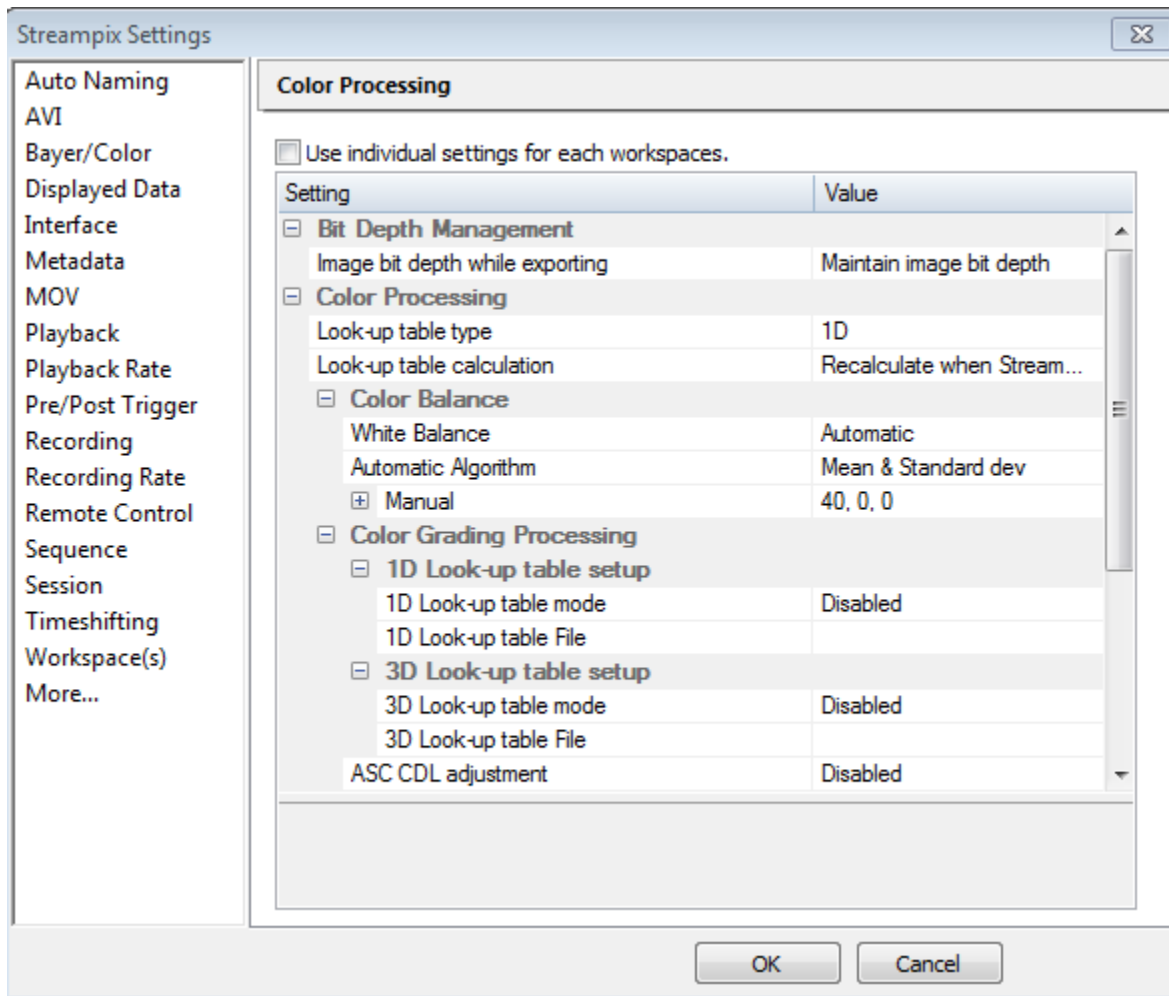 Streampix Settings
Auto Naming
AVI
Bayer/Color
Displayed Data
Interface
Metadata
MOV
Playback
Playback Rate
Pre/Post Trigger
Recording
Recording Rate
Remote Control
Sequence
Session
Timeshifting
Workspace(s)
More...
Color Processing
Use individual settings for each workspaces.
Setting Value
Bit Depth Management
Image bit depth while exporting Maintain image bit depth
Color Processing
Look-up table type 1D
Look-up table calculation Recalculate when Stream...
Color Balance
White Balance Automatic
Automatic Algorithm Mean & Standard dev
Manual 40, 0, 0
Color Grading Processing
1D Look-up table setup
1D Look-up table mode Disabled
1D Look-up table File
3D Look-up table setup
3D Look-up table mode Disabled
3D Look-up table File
ASC CDL adjustment Disabled
OK Cancel